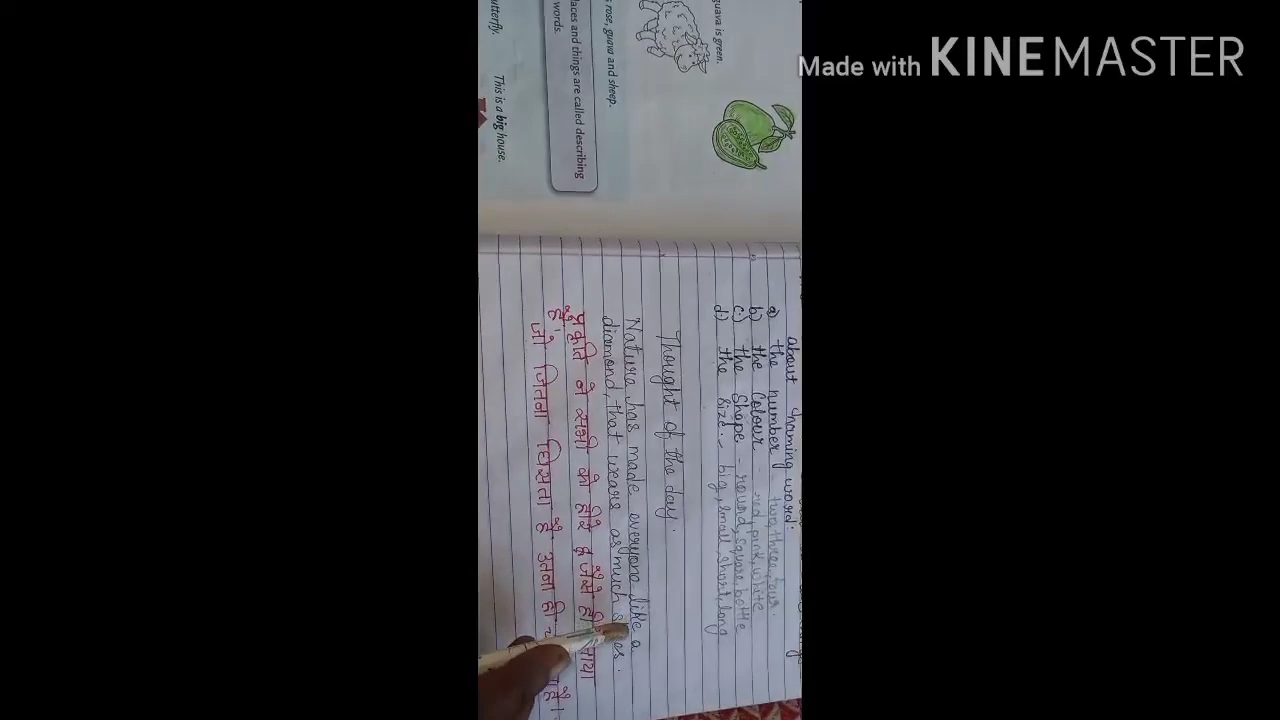 Made with KINEMASTER
guava is green.
rose, guava and sheep.
laces and things are called describing
words.
utterfly.
This is a big house.
about naming word:
a) the number two, three, four.
b) the Colour - red, pink, white
c) the Shape - round, square, bottle
d) the size - big, small, short, long
Thought of the day.
Nature has made everyone like a
diamond, that wears as much
प्रकृति ने सभी को हीरे जैसे ही
है, जो जितना घिसता है उतना ही